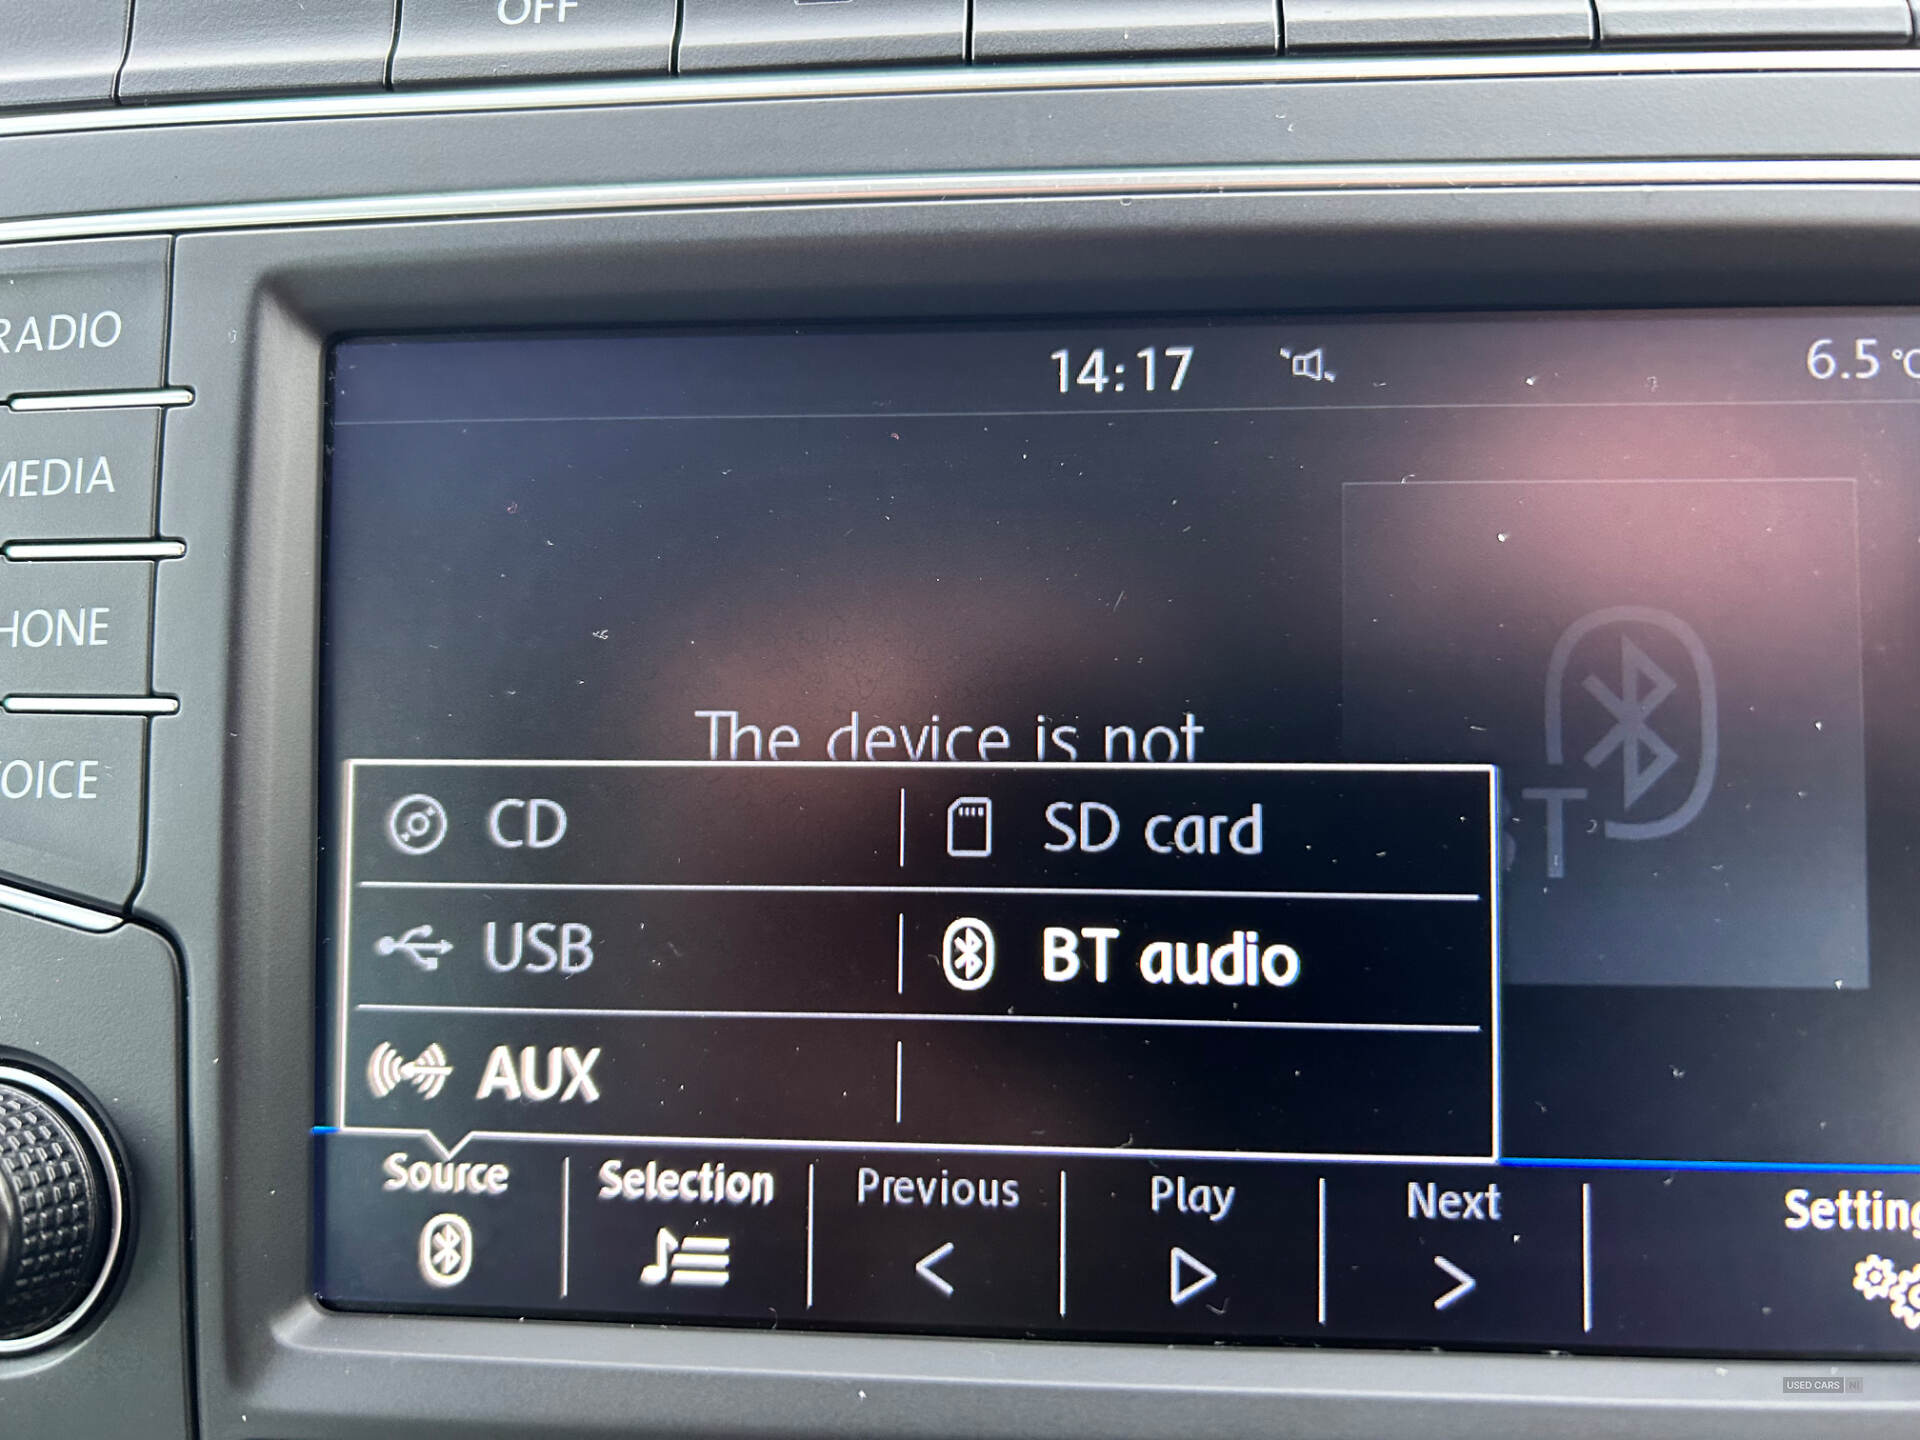 OFF
RADIO
MEDIA
HONE
OICE
14:17
6.5 °C
The device is not
BT
CD
SD card
USB
BT audio
AUX
Source
Selection
Previous
Play
Next
Setting
USED CARS NI